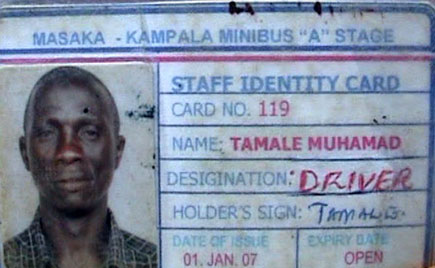 MASAKA - KAMPALA MINIBUS "A" STAGE
STAFF IDENTITY CARD
CARD NO. 119
NAME: TAMALE MUHAMAD
DESIGNATION: DRIVER
HOLDER'S SIGN: TAMALE
DATE OF ISSUE
01. JAN. 07
EXPIRY DATE
OPEN